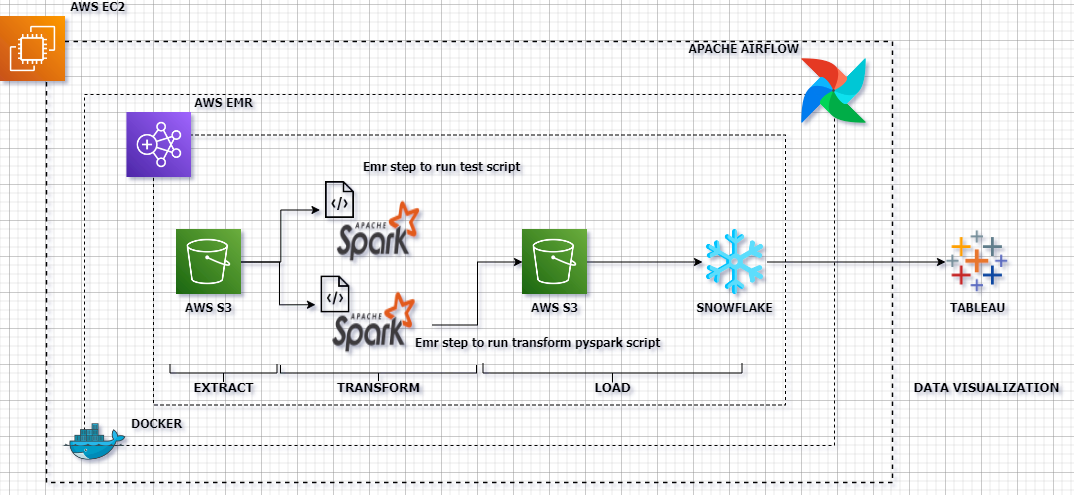 AWS EC2
APACHE AIRFLOW
AWS EMR
Emr step to run test script
</>
APACHE
Spark
AWS S3
AWS S3
SNOWFLAKE
TABLEAU
</>
APACHE
Spark
Emr step to run transform pyspark script
EXTRACT
TRANSFORM
LOAD
DATA VISUALIZATION
DOCKER